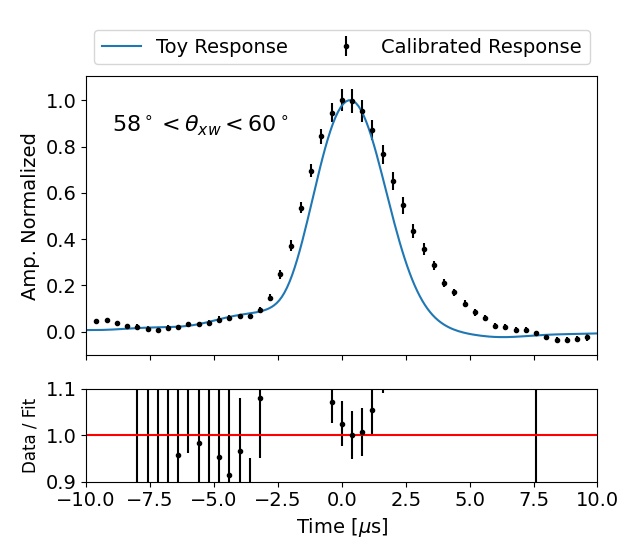 Toy Response Calibrated Response
58° < θxw < 60°
Amp. Normalized
1.0
0.8
0.6
0.4
0.2
0.0
Data / Fit
1.1
1.0
0.9
−10.0 −7.5 −5.0 −2.5 0.0 2.5 5.0 7.5 10.0
Time [μs]